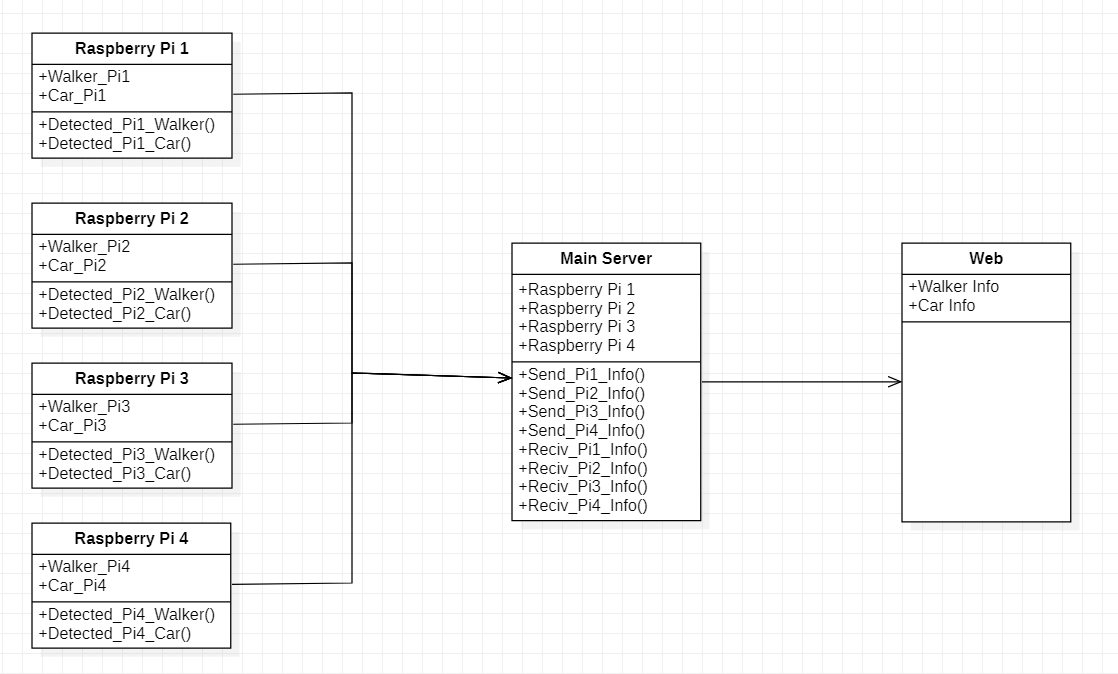 Raspberry Pi 1
+Walker_Pi1
+Car_Pi1
+Detected_Pi1_Walker()
+Detected_Pi1_Car()
Raspberry Pi 2
+Walker_Pi2
+Car_Pi2
+Detected_Pi2_Walker()
+Detected_Pi2_Car()
Raspberry Pi 3
+Walker_Pi3
+Car_Pi3
+Detected_Pi3_Walker()
+Detected_Pi3_Car()
Raspberry Pi 4
+Walker_Pi4
+Car_Pi4
+Detected_Pi4_Walker()
+Detected_Pi4_Car()
Main Server
+Raspberry Pi 1
+Raspberry Pi 2
+Raspberry Pi 3
+Raspberry Pi 4
+Send_Pi1_Info()
+Send_Pi2_Info()
+Send_Pi3_Info()
+Send_Pi4_Info()
+Reciv_Pi1_Info()
+Reciv_Pi2_Info()
+Reciv_Pi3_Info()
+Reciv_Pi4_Info()
Web
+Walker Info
+Car Info